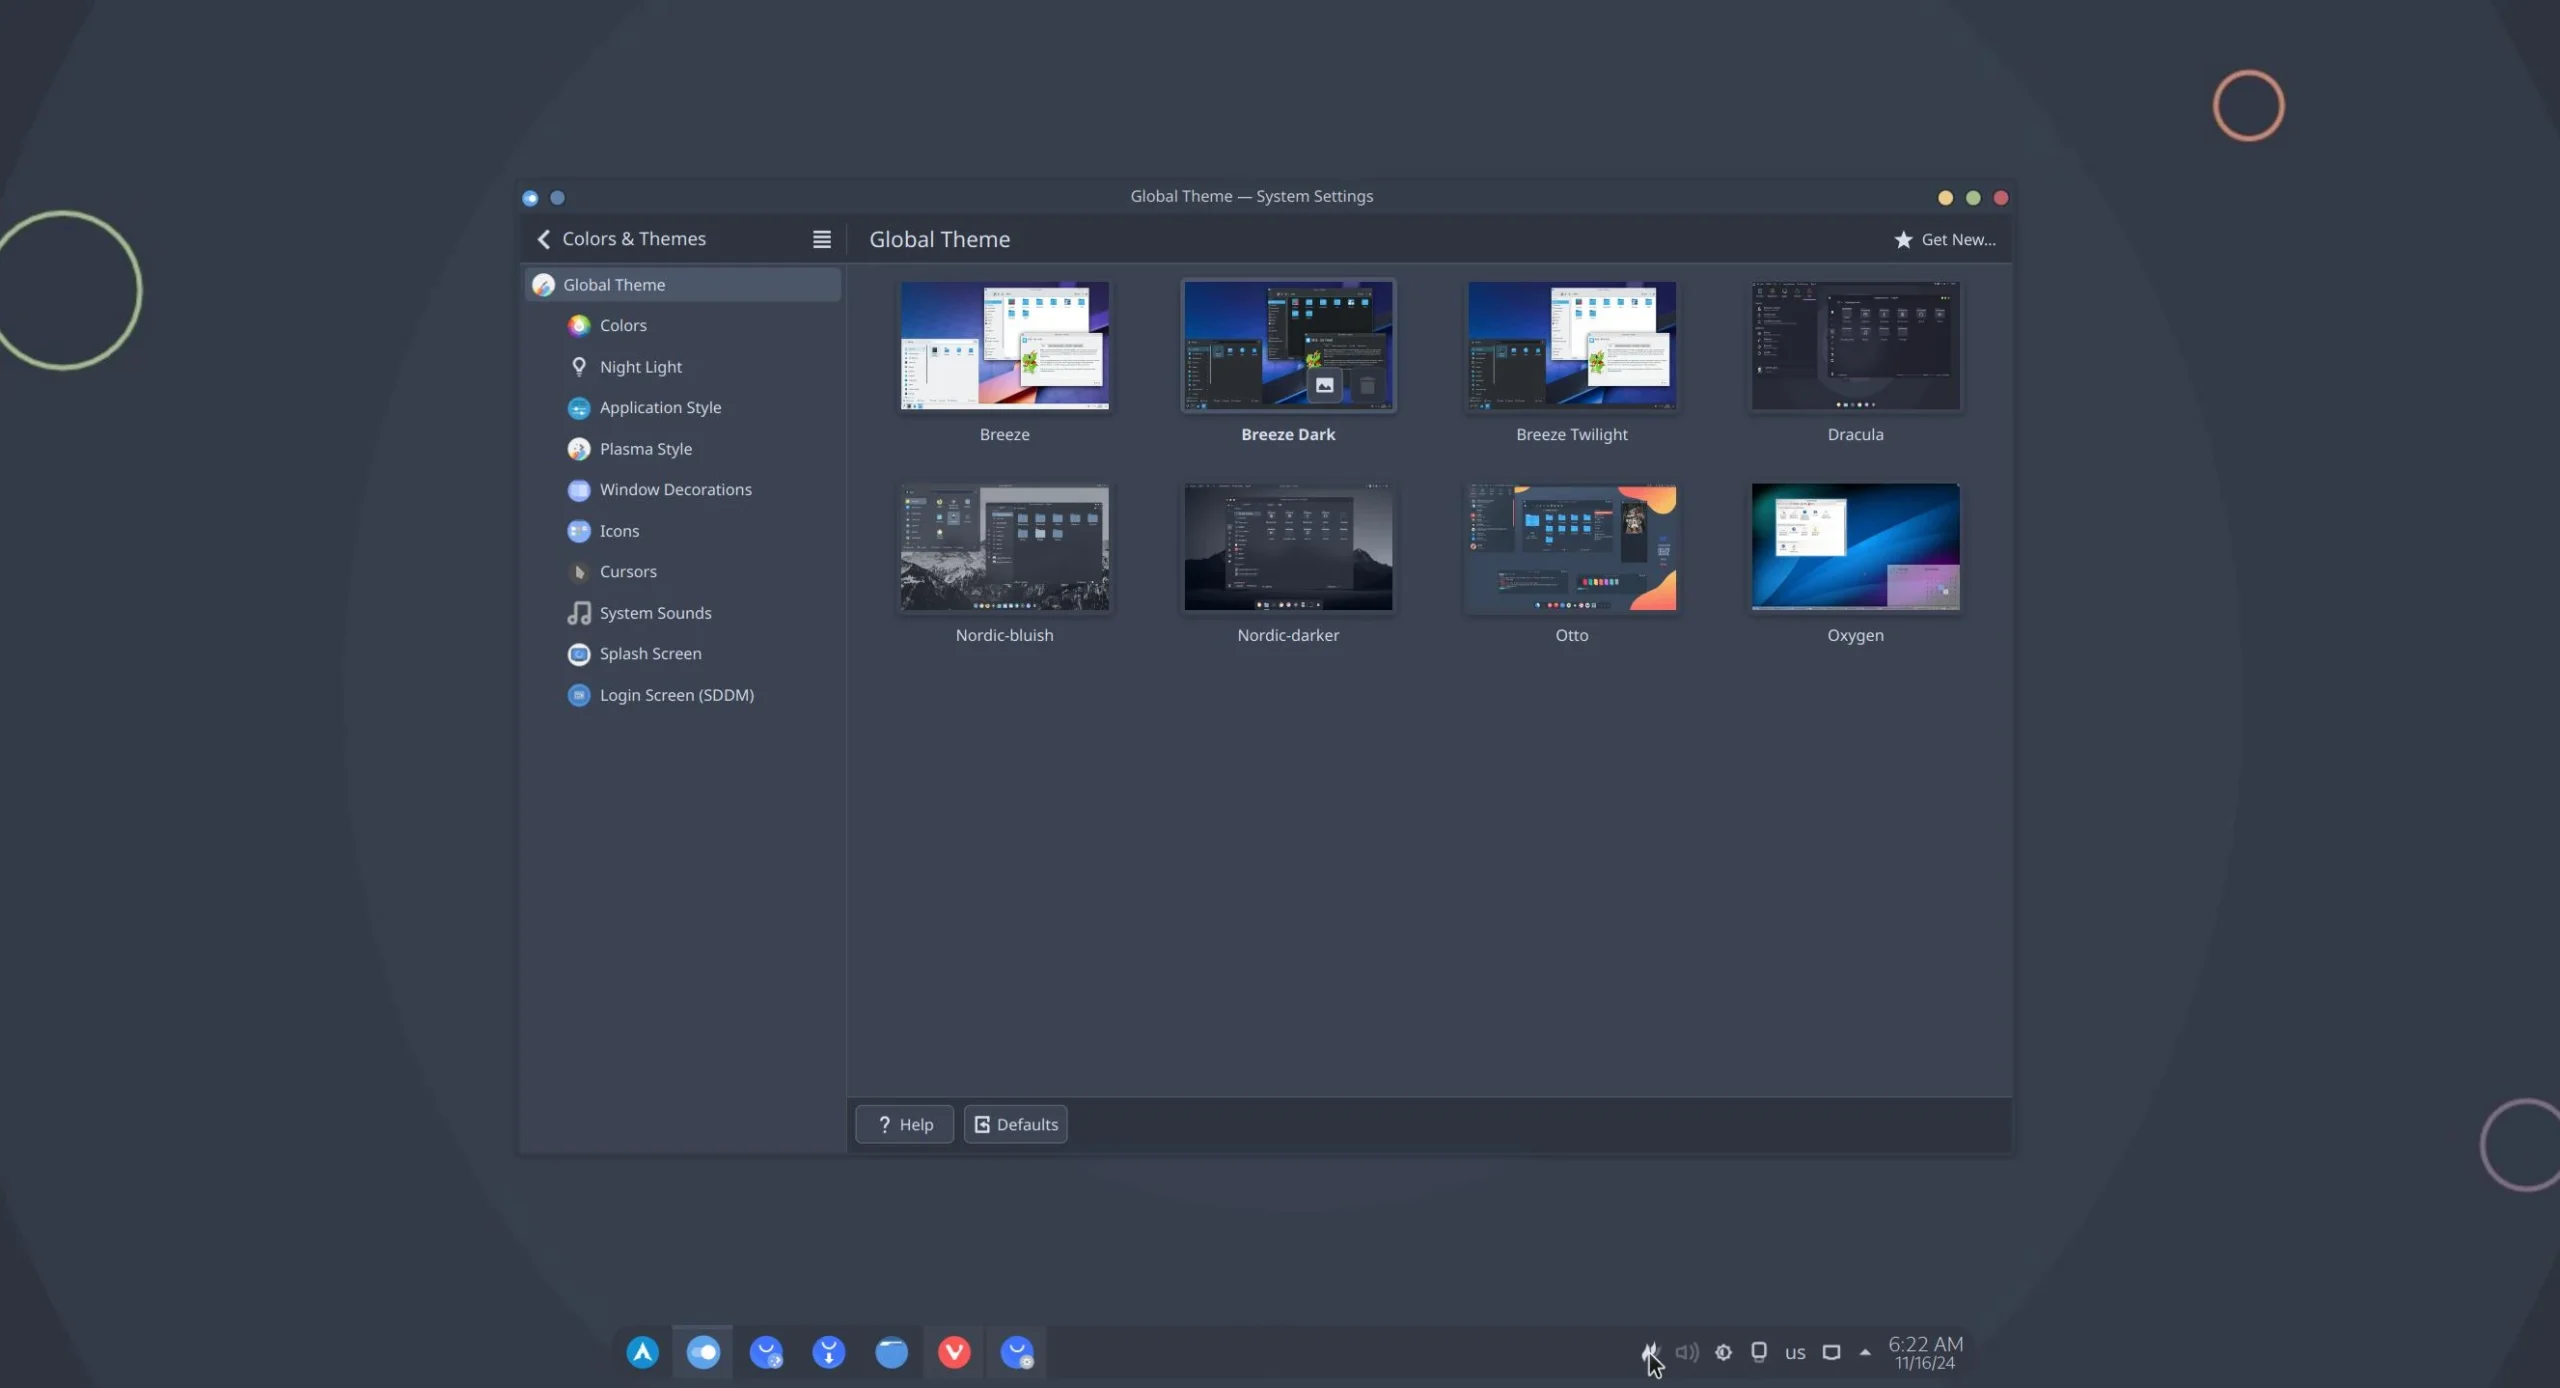 Global Theme — System Settings
Colors & Themes
Global Theme
Get New...
Global Theme
Colors
Night Light
Application Style
Plasma Style
Window Decorations
Icons
Cursors
System Sounds
Splash Screen
Login Screen (SDDM)
Breeze
Breeze Dark
Breeze Twilight
Dracula
Nordic-bluish
Nordic-darker
Otto
Oxygen
? Help
Defaults
us
6:22 AM
11/16/24